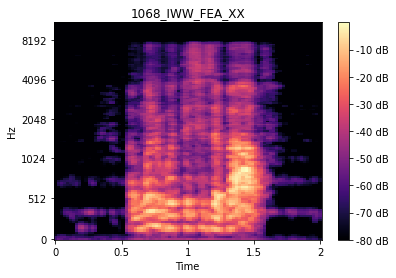 1068_IWW_FEA_XX
8192
4096
2048
1024
512
0
Hz
0
0.5
1
1.5
2
Time
-10 dB
-20 dB
-30 dB
-40 dB
-50 dB
-60 dB
-70 dB
-80 dB